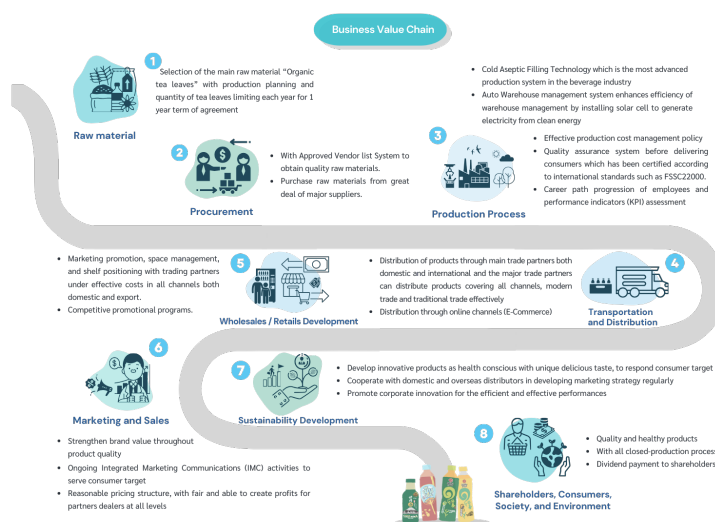 Business Value Chain
1
Selection of the main raw material “Organic
tea leaves” with production planning and
quantity of tea leaves limiting each year for 1
year term of agreement
Raw material
2
• With Approved Vendor list System to
obtain quality raw materials.
• Purchase raw materials from great
deal of major suppliers.
Procurement
• Cold Aseptic Filling Technology which is the most advanced
production system in the beverage industry
• Auto Warehouse management system enhances efficiency of
warehouse management by installing solar cell to generate
electricity from clean energy
3
• Effective production cost management policy
• Quality assurance system before delivering
consumers which has been certified according
to international standards such as FSSC22000.
• Career path progression of employees and
performance indicators (KPI) assessment
Production Process
4
• Distribution of products through main trade partners both
domestic and international and the major trade partners
can distribute products covering all channels, modern
trade and traditional trade effectively
• Distribution through online channels (E-Commerce)
Transportation
and Distribution
5
• Marketing promotion, space management,
and shelf positioning with trading partners
under effective costs in all channels both
domestic and export.
• Competitive promotional programs.
Wholesales / Retails Development
6
Marketing and Sales
• Strengthen brand value throughout
product quality
• Ongoing Integrated Marketing Communications (IMC) activities to
serve consumer target
• Reasonable pricing structure, with fair and able to create profits for
partners dealers at all levels
7
• Develop innovative products as health conscious with unique delicious taste, to respond consumer target
• Cooperate with domestic and overseas distributors in developing marketing strategy regularly
• Promote corporate innovation for the efficient and effective performances
Sustainability Development
8
• Quality and healthy products
• With all closed-production process
• Dividend payment to shareholders
Shareholders, Consumers,
Society, and Environment